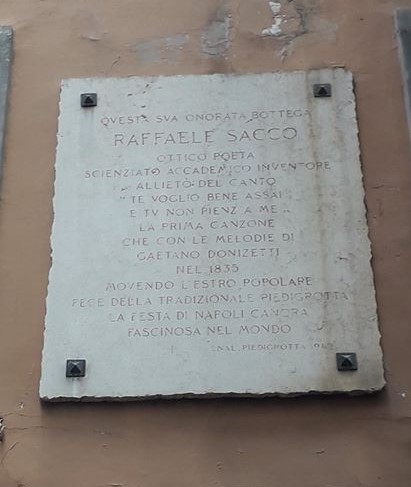 QVESTA SVA ONORATA BOTTEGA
RAFFAELE SACCO
OTTICO POETA
SCIENZIATO ACCADEMICO INVENTORE
ALLIETÒ DEL CANTO
"TE VOGLIO BENE ASSAI
E TV NON PIENZ A ME"
LA PRIMA CANZONE
CHE CON LE MELODIE DI
GAETANO DONIZETTI
NEL 1835
MOVENDO L'ESTRO POPOLARE
FECE DELLA TRADIZIONALE PIEDIGROTTA
LA FESTA DI NAPOLI CANORA
FASCINOSA NEL MONDO
PIEDIGROTTA